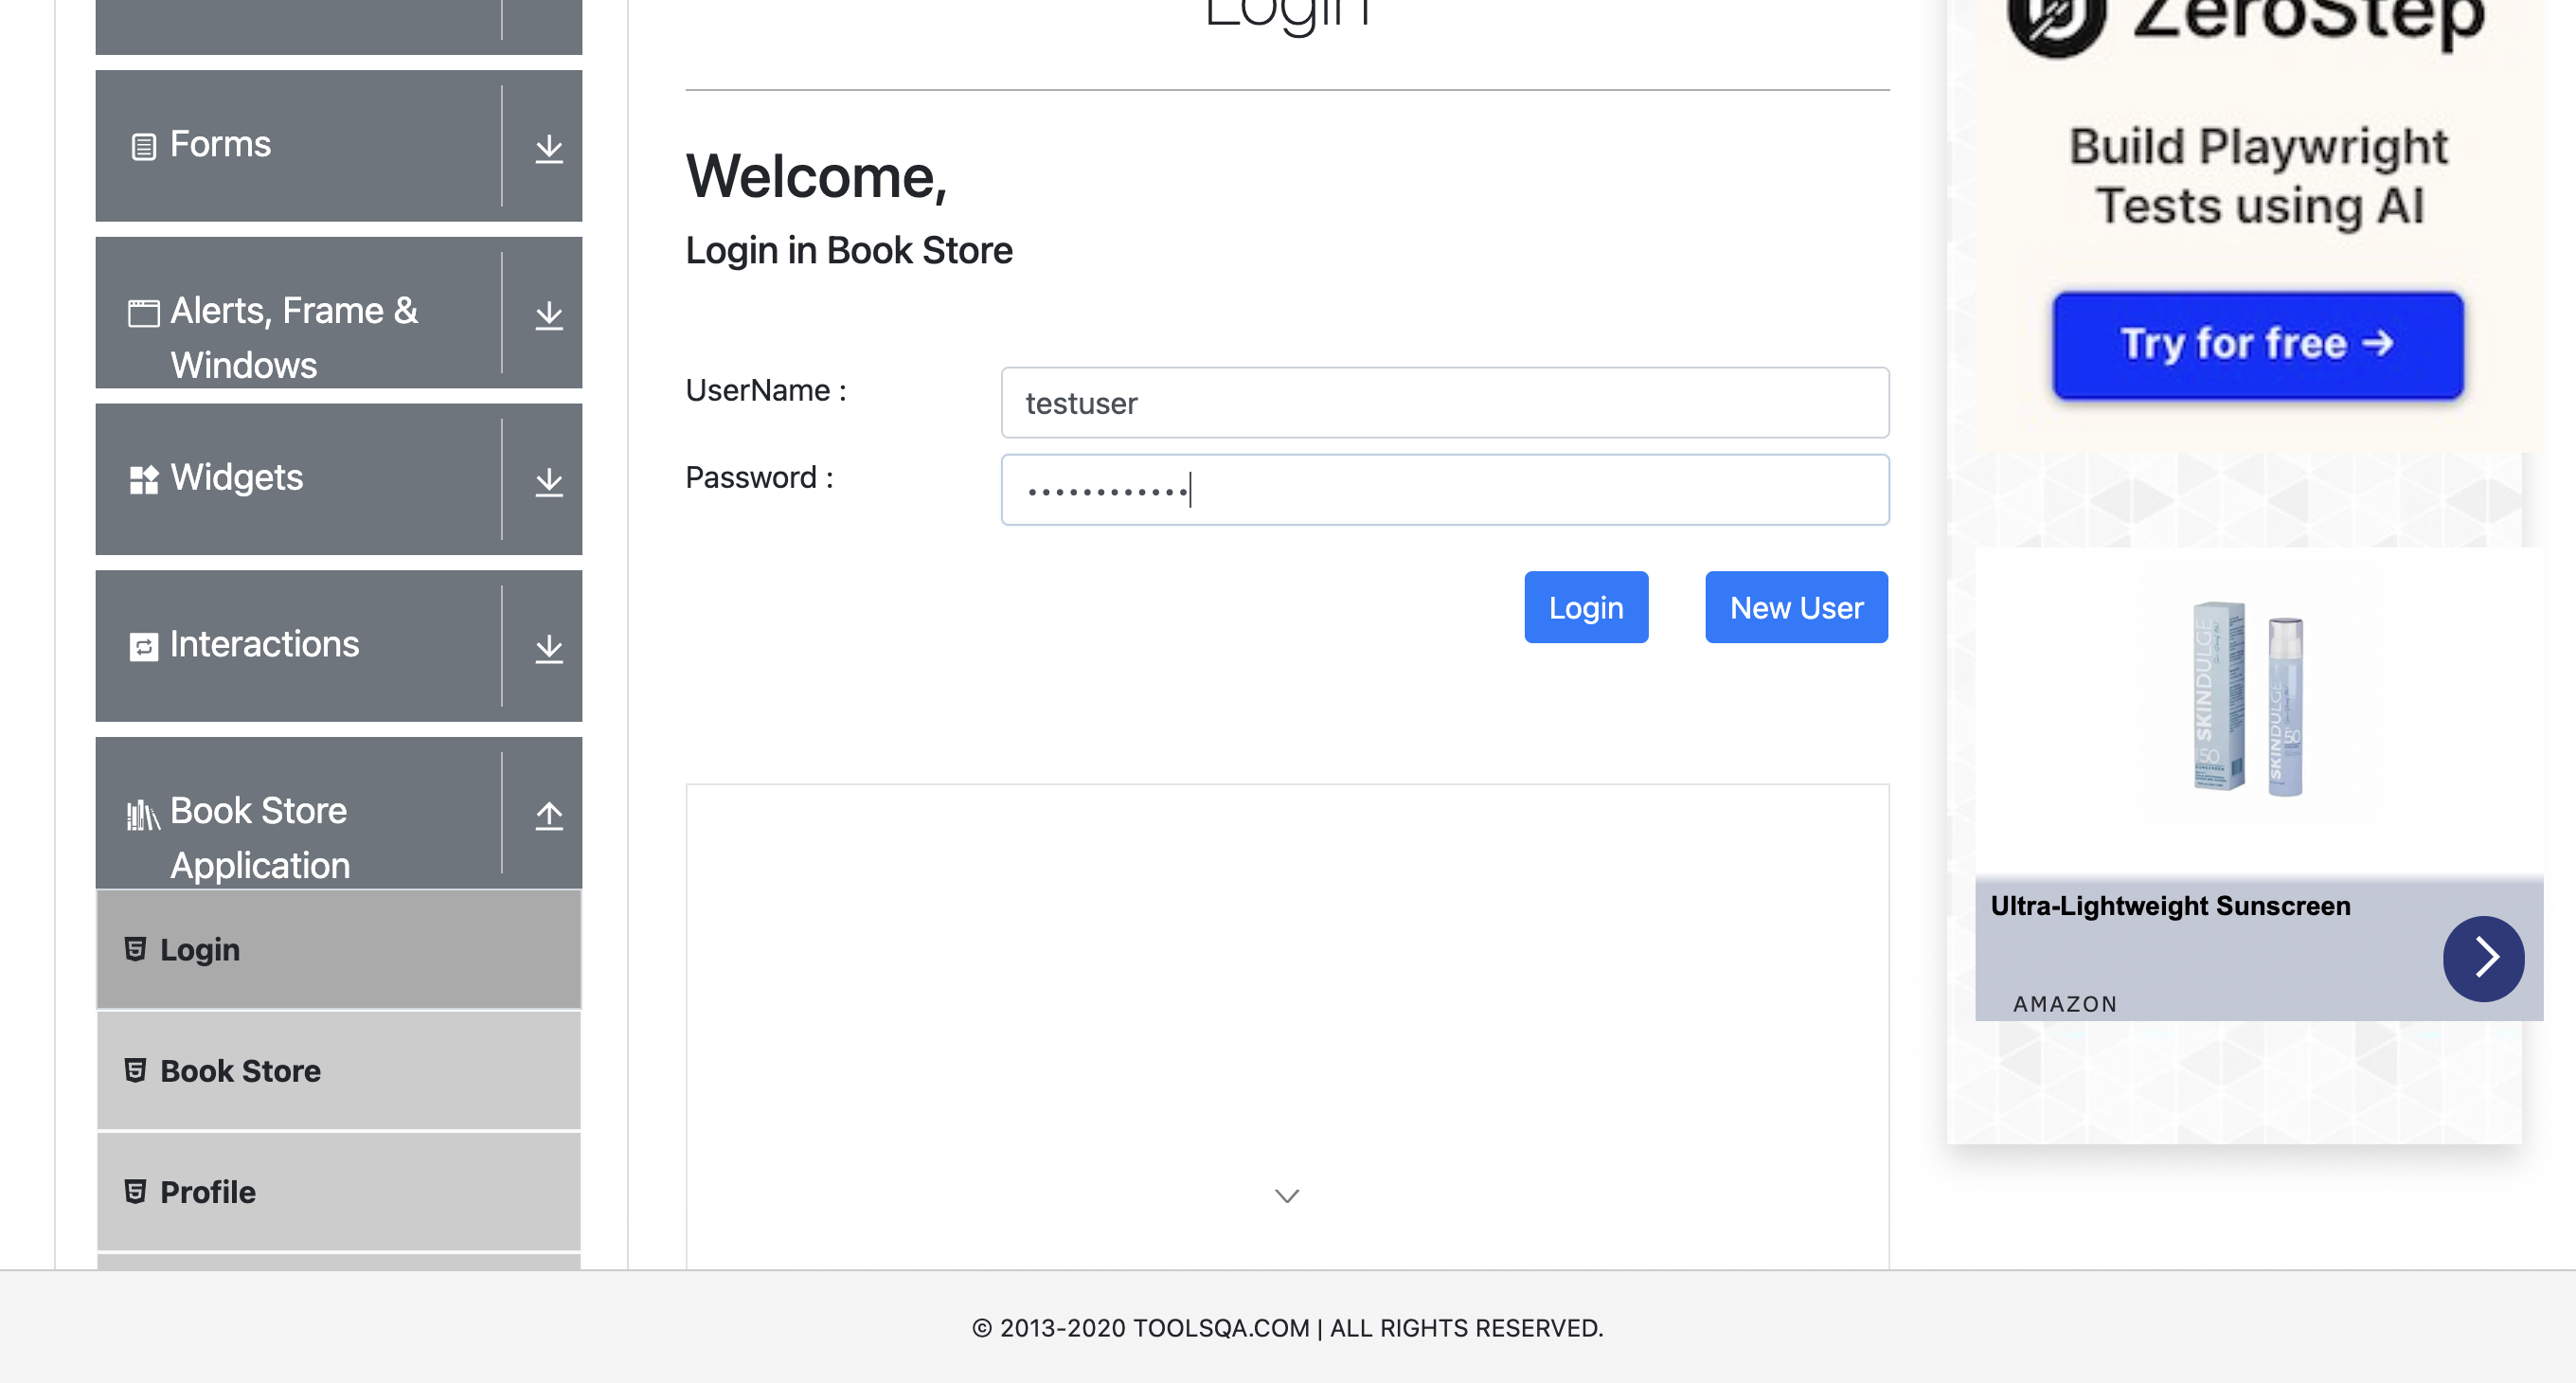 Login
ZeroStep
Forms
Alerts, Frame &
Windows
Widgets
Interactions
Book Store
Application
Login
Book Store
Profile
Welcome,
Login in Book Store
UserName :
testuser
Password :
••••••••••••
Login
New User
Build Playwright
Tests using AI
Try for free →
SKINDULGE
50
SUNSCREEN
SKINDULGE
50
Ultra-Lightweight Sunscreen
AMAZON
© 2013-2020 TOOLSQA.COM | ALL RIGHTS RESERVED.